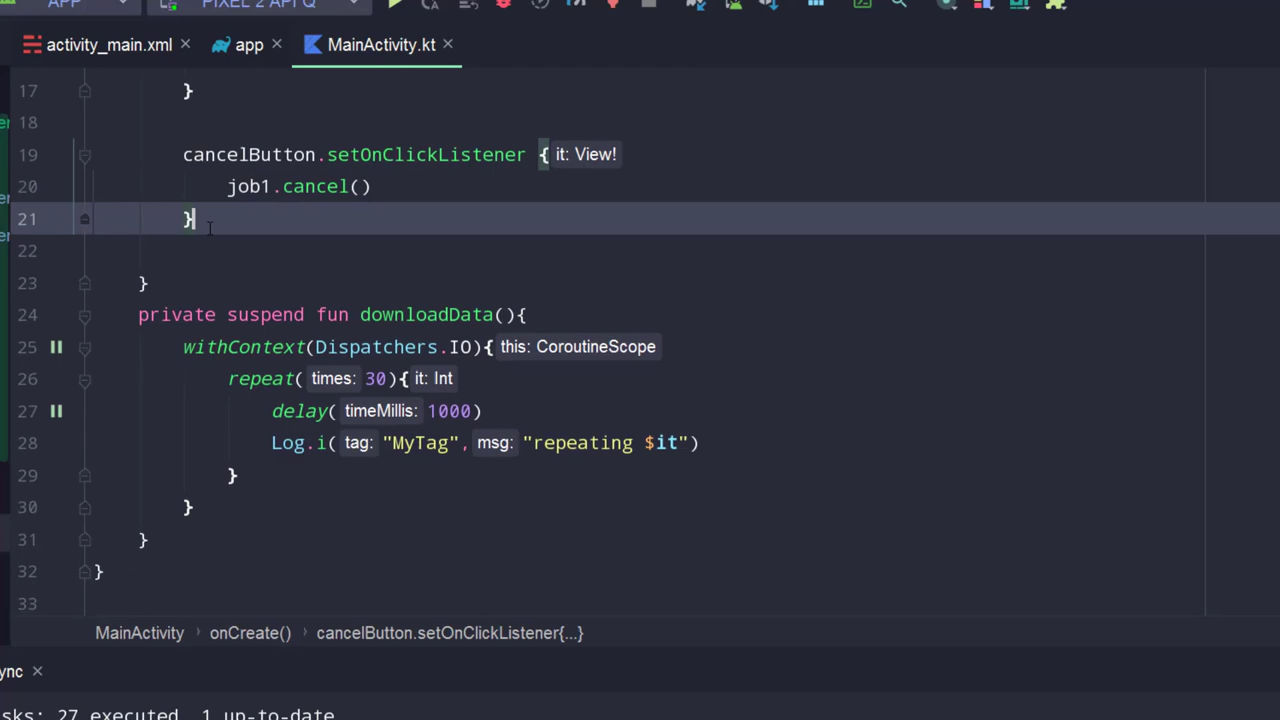 APP
PIXEL 2 API Q
activity_main.xml
app
MainActivity.kt
17 }
18
19 cancelButton.setOnClickListener { it: View!
20 job1.cancel()
21 }
22
23 }
24 private suspend fun downloadData(){
25 withContext(Dispatchers.IO){ this: CoroutineScope
26 repeat( times: 30){ it: Int
27 delay( timeMillis: 1000)
28 Log.i( tag: "MyTag", msg: "repeating $it")
29 }
30 }
31 }
32 }
33
MainActivity › onCreate() › cancelButton.setOnClickListener{...}
ync
sks: 27 executed, 1 up-to-date